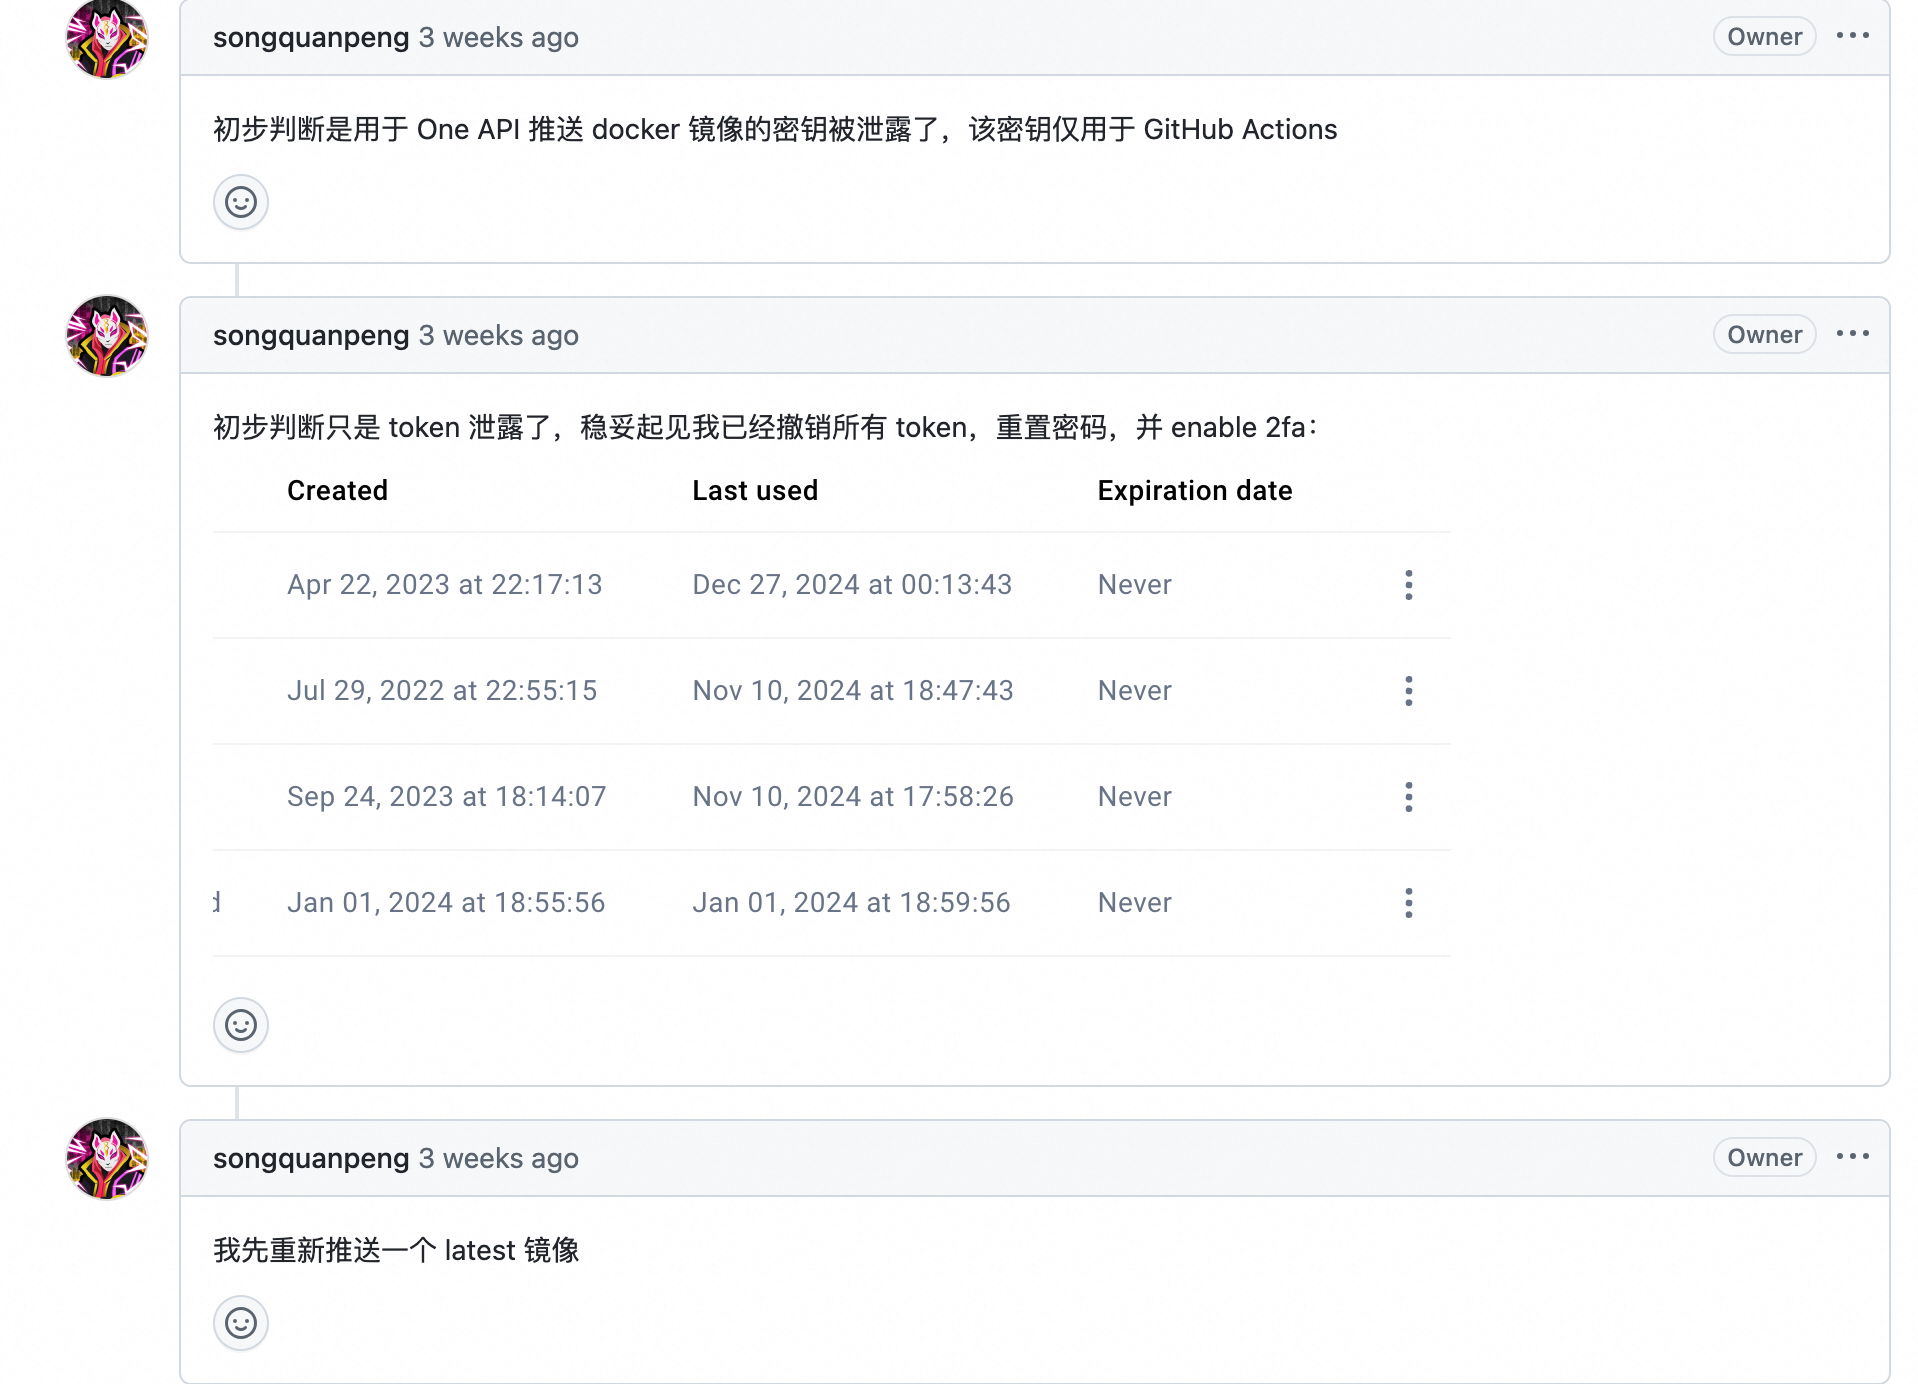 songquanpeng 3 weeks ago Owner
初步判断是用于 One API 推送 docker 镜像的密钥被泄露了，该密钥仅用于 GitHub Actions
songquanpeng 3 weeks ago Owner
初步判断只是 token 泄露了，稳妥起见我已经撤销所有 token，重置密码，并 enable 2fa：
Created Last used Expiration date
Apr 22, 2023 at 22:17:13 Dec 27, 2024 at 00:13:43 Never
Jul 29, 2022 at 22:55:15 Nov 10, 2024 at 18:47:43 Never
Sep 24, 2023 at 18:14:07 Nov 10, 2024 at 17:58:26 Never
d Jan 01, 2024 at 18:55:56 Jan 01, 2024 at 18:59:56 Never
songquanpeng 3 weeks ago Owner
我先重新推送一个 latest 镜像